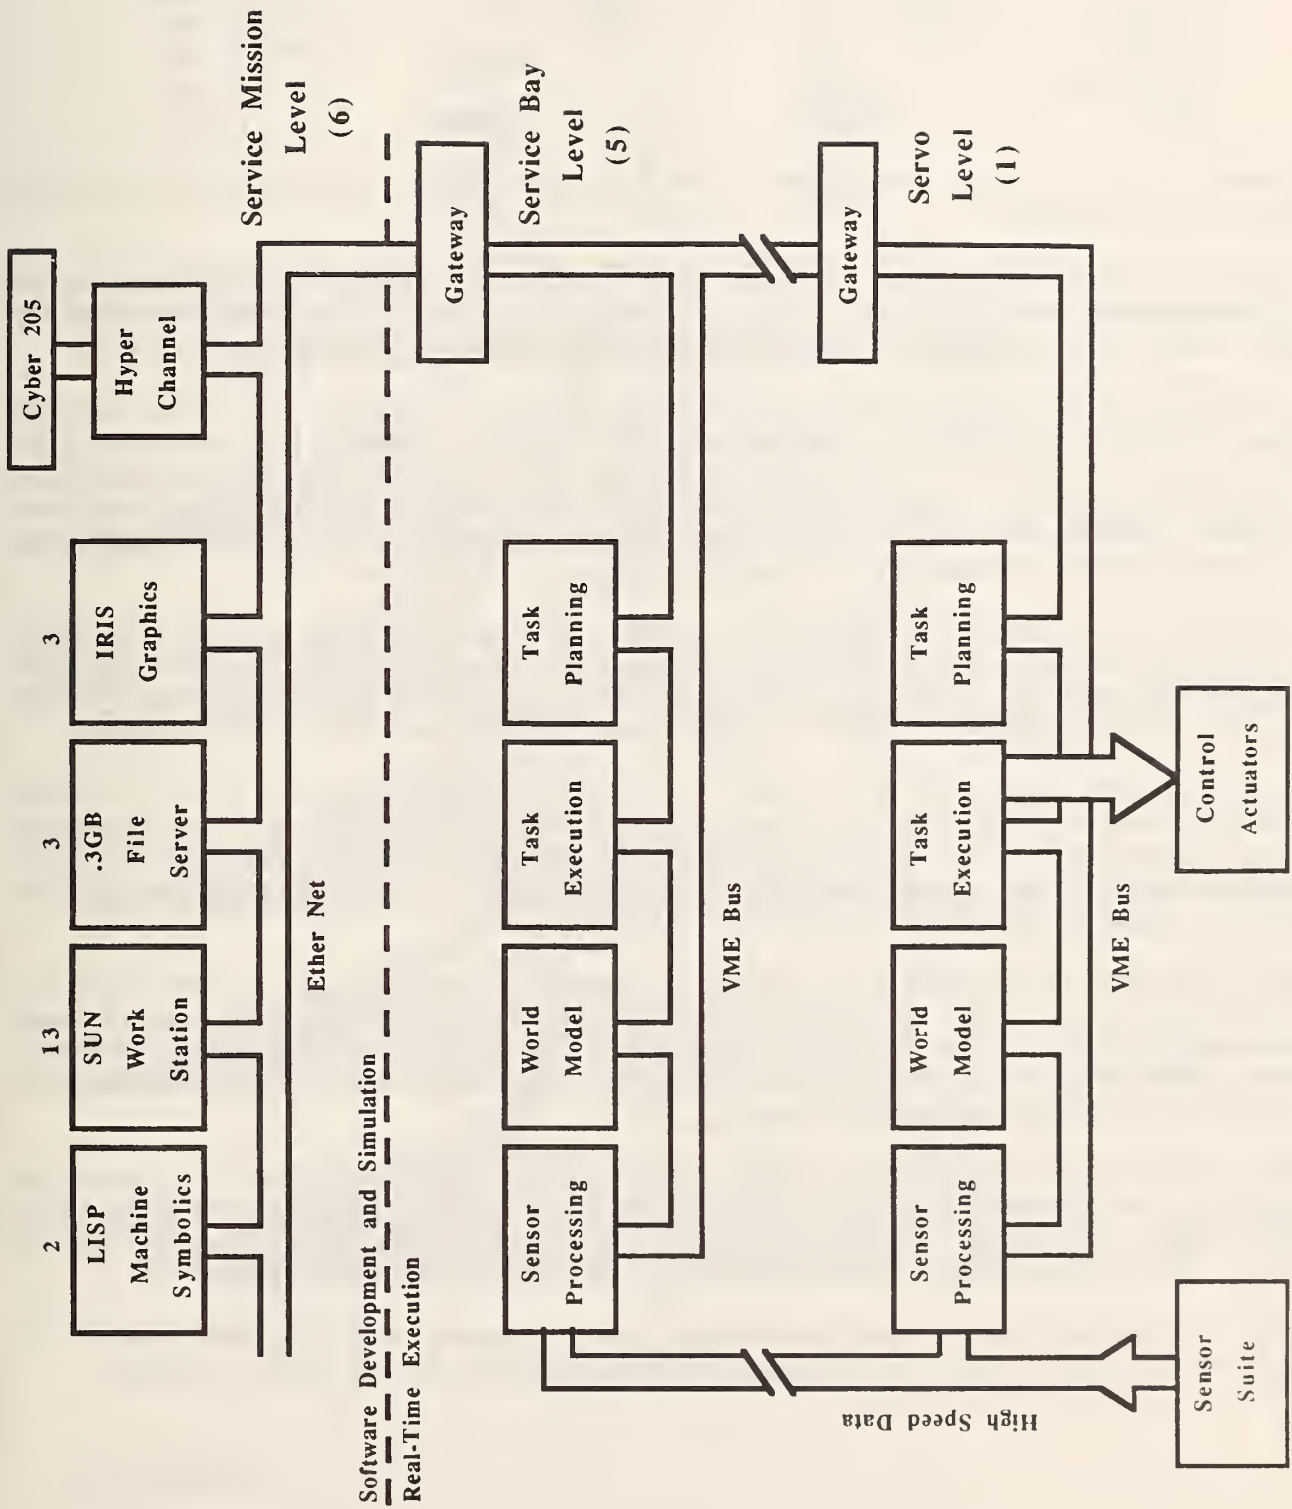 Cyber 205
Hyper
Channel
Service Mission
Level
(6)
3
IRIS
Graphics
3
.3GB
File
Server
13
SUN
Work
Station
2
LISP
Machine
Symbolics
Ether Net
Software Development and Simulation
Real-Time Execution
Gateway
Service Bay
Level
(5)
Task
Planning
Task
Execution
World
Model
Sensor
Processing
VME Bus
Gateway
Servo
Level
(1)
Task
Planning
Task
Execution
World
Model
Sensor
Processing
VME Bus
High Speed Data
Control
Actuators
Sensor
Suite